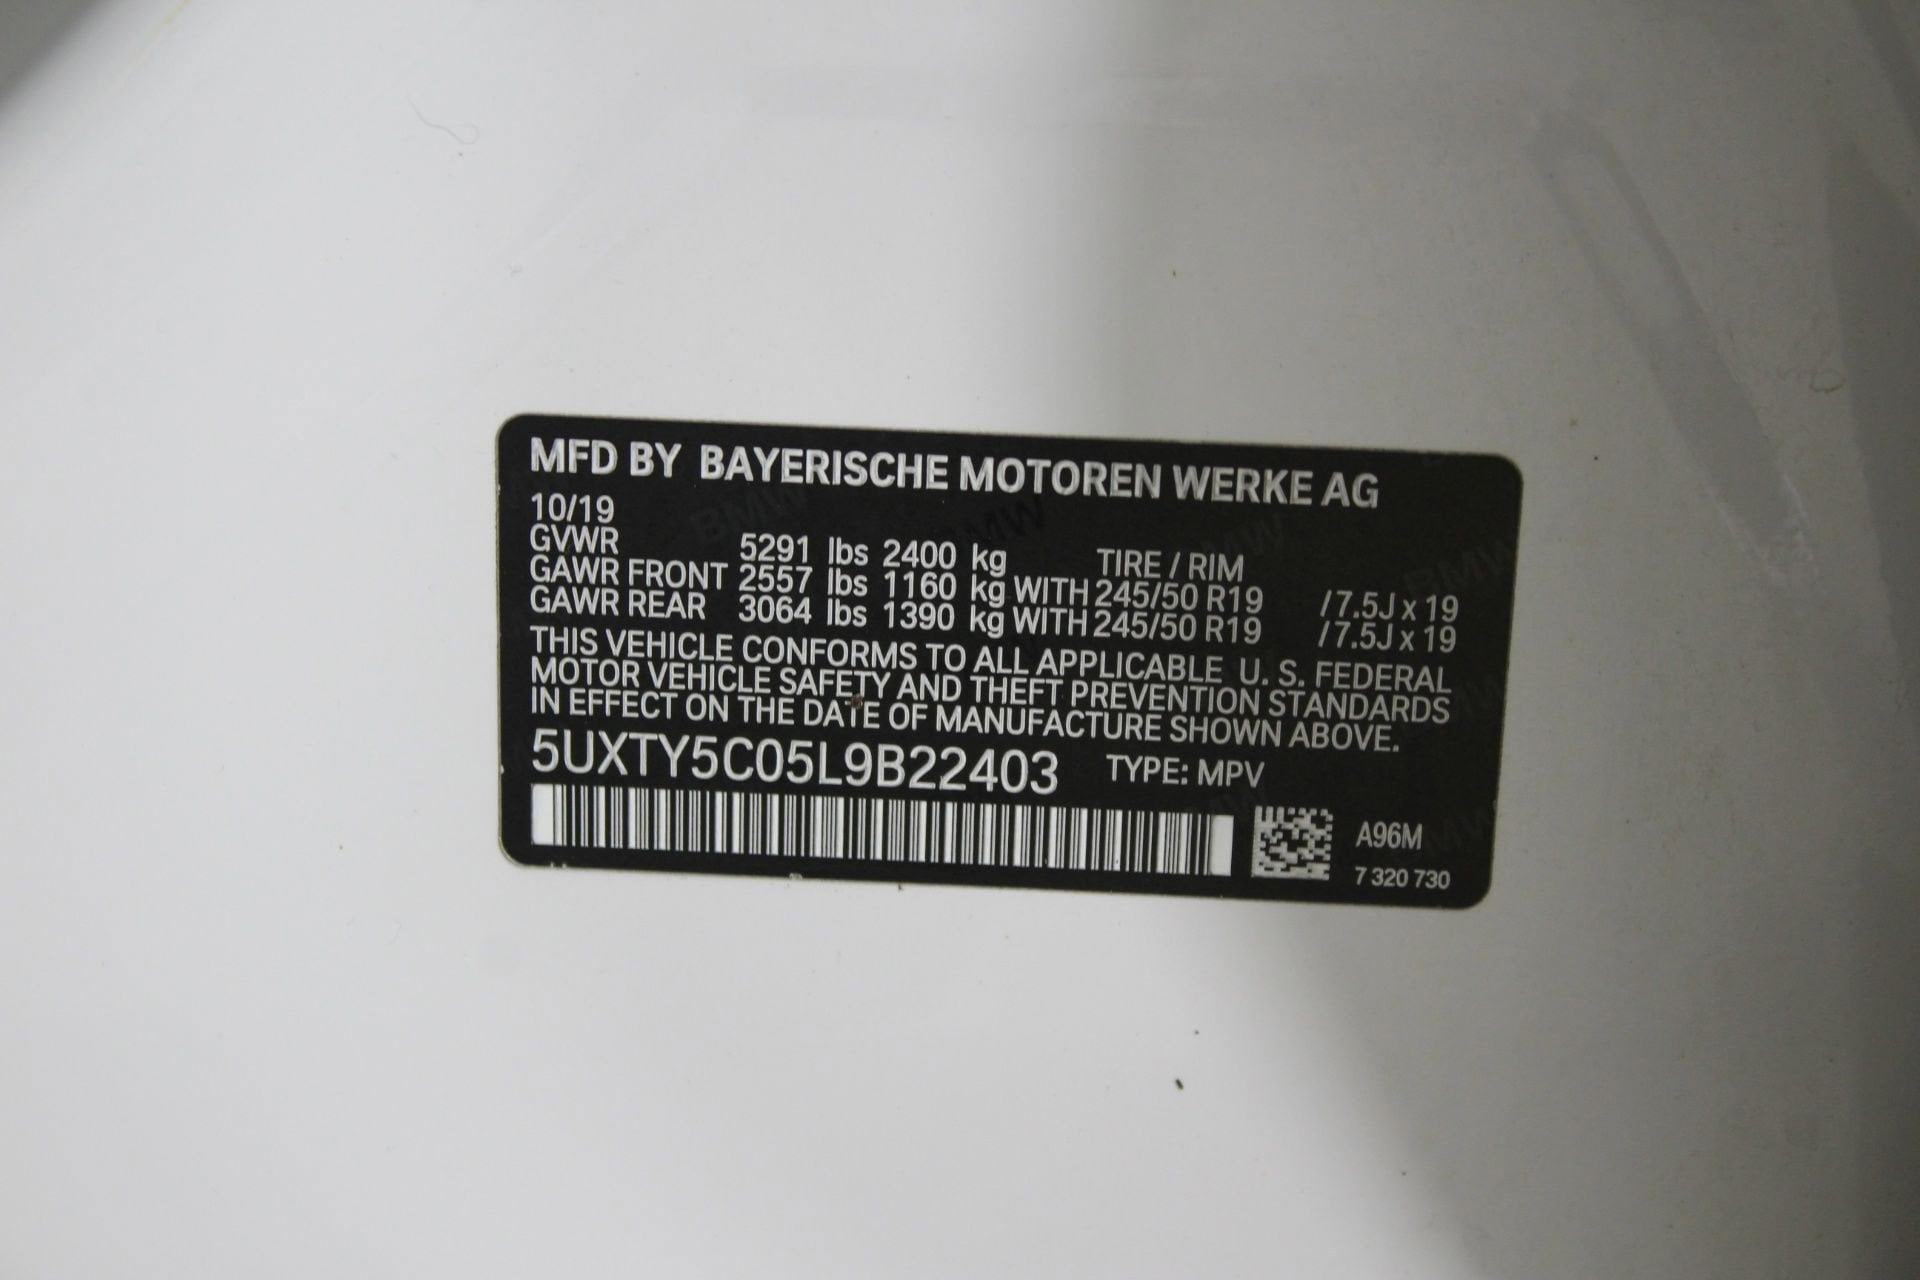 MFD BY BAYERISCHE MOTOREN WERKE AG
10/19
GVWR 5291 lbs 2400 kg TIRE / RIM
GAWR FRONT 2557 lbs 1160 kg WITH 245/50 R19 / 7.5J x 19
GAWR REAR 3064 lbs 1390 kg WITH 245/50 R19 / 7.5J x 19
THIS VEHICLE CONFORMS TO ALL APPLICABLE U. S. FEDERAL
MOTOR VEHICLE SAFETY AND THEFT PREVENTION STANDARDS
IN EFFECT ON THE DATE OF MANUFACTURE SHOWN ABOVE.
5UXTY5C05L9B22403 TYPE: MPV
A96M
7 320 730